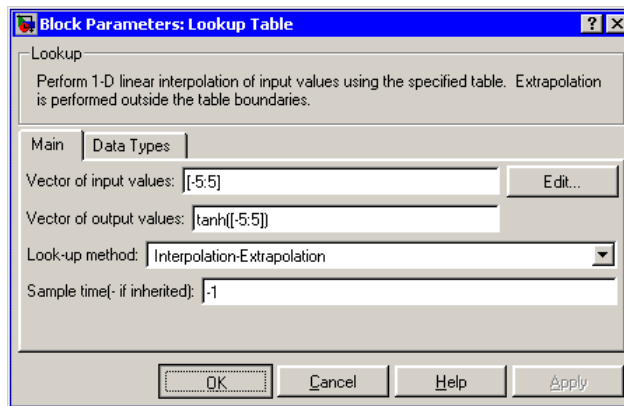 Block Parameters: Lookup Table
Lookup
Perform 1-D linear interpolation of input values using the specified table. Extrapolation
is performed outside the table boundaries.
Main Data Types
Vector of input values: [-5:5] Edit...
Vector of output values: tanh([-5:5])
Look-up method: Interpolation-Extrapolation
Sample time(- if inherited): -1
OK Cancel Help Apply